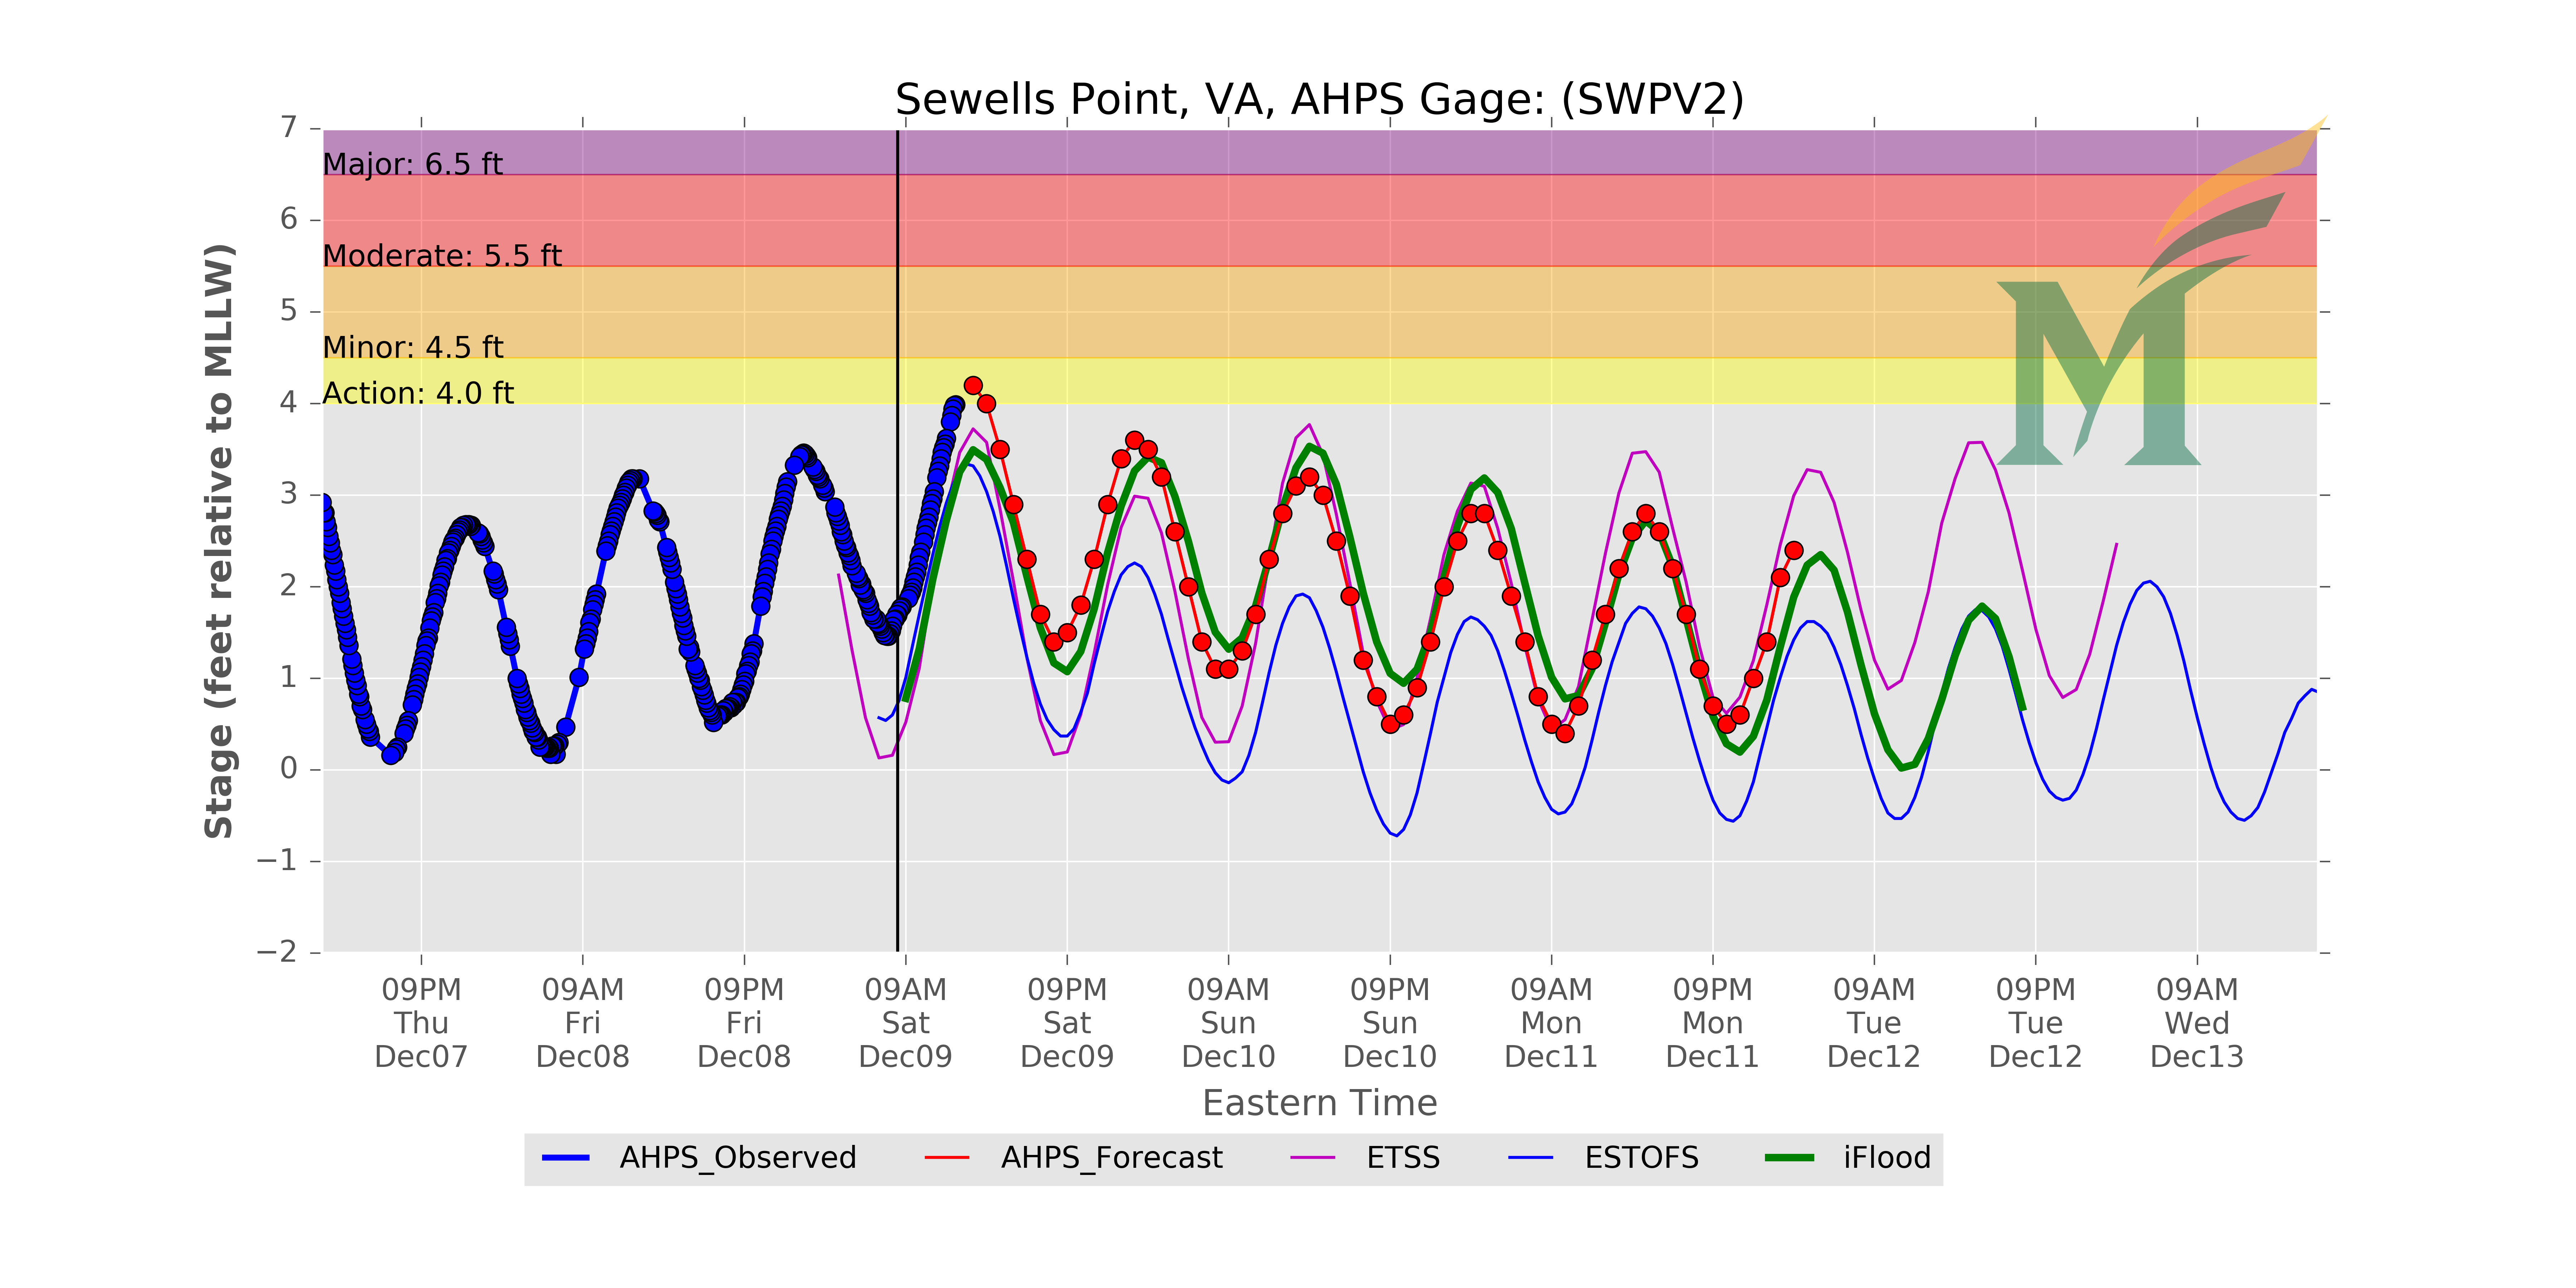 Sewells Point, VA, AHPS Gage: (SWPV2)
7
6
5
4
3
2
1
0
−1
−2
Stage (feet relative to MLLW)
Major: 6.5 ft
Moderate: 5.5 ft
Minor: 4.5 ft
Action: 4.0 ft
M
09PM 09AM 09PM 09AM 09PM 09AM 09PM 09AM 09PM 09AM 09PM 09AM
Thu Fri Fri Sat Sat Sun Sun Mon Mon Tue Tue Wed
Dec07 Dec08 Dec08 Dec09 Dec09 Dec10 Dec10 Dec11 Dec11 Dec12 Dec12 Dec13
Eastern Time
AHPS_Observed AHPS_Forecast ETSS ESTOFS iFlood